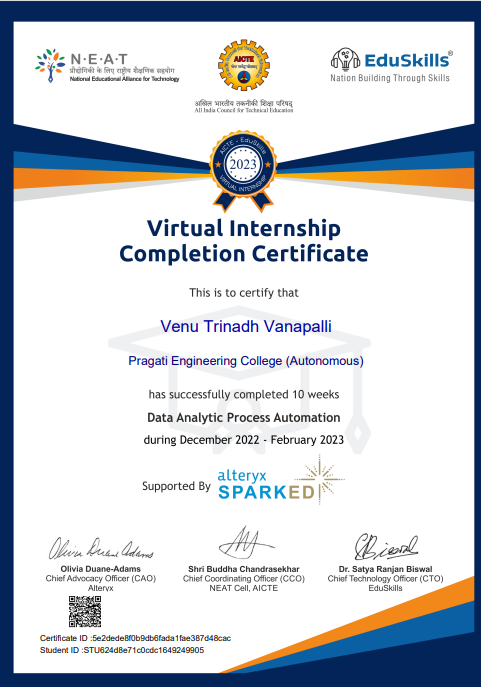 N·E·A·T
प्रौद्योगिकी के लिए राष्ट्रीय शैक्षणिक सहयोग
National Educational Alliance for Technology
AICTE
अखिल भारतीय तकनीकी शिक्षा परिषद्
All India Council for Technical Education
EduSkills®
Nation Building Through Skills
AICTE - EduSkills
2023
VIRTUAL INTERNSHIP
Virtual Internship
Completion Certificate
This is to certify that
Venu Trinadh Vanapalli
Pragati Engineering College (Autonomous)
has successfully completed 10 weeks
Data Analytic Process Automation
during December 2022 - February 2023
Supported By
alteryx
SPARKED
Olivia Duane Adams
Olivia Duane-Adams
Chief Advocacy Officer (CAO)
Alteryx
Shri Buddha Chandrasekhar
Chief Coordinating Officer (CCO)
NEAT Cell, AICTE
Dr. Satya Ranjan Biswal
Chief Technology Officer (CTO)
EduSkills
Certificate ID :5e2dede8f0b9db6fada1fae387d48cac
Student ID :STU624d8e71c0cdc1649249905